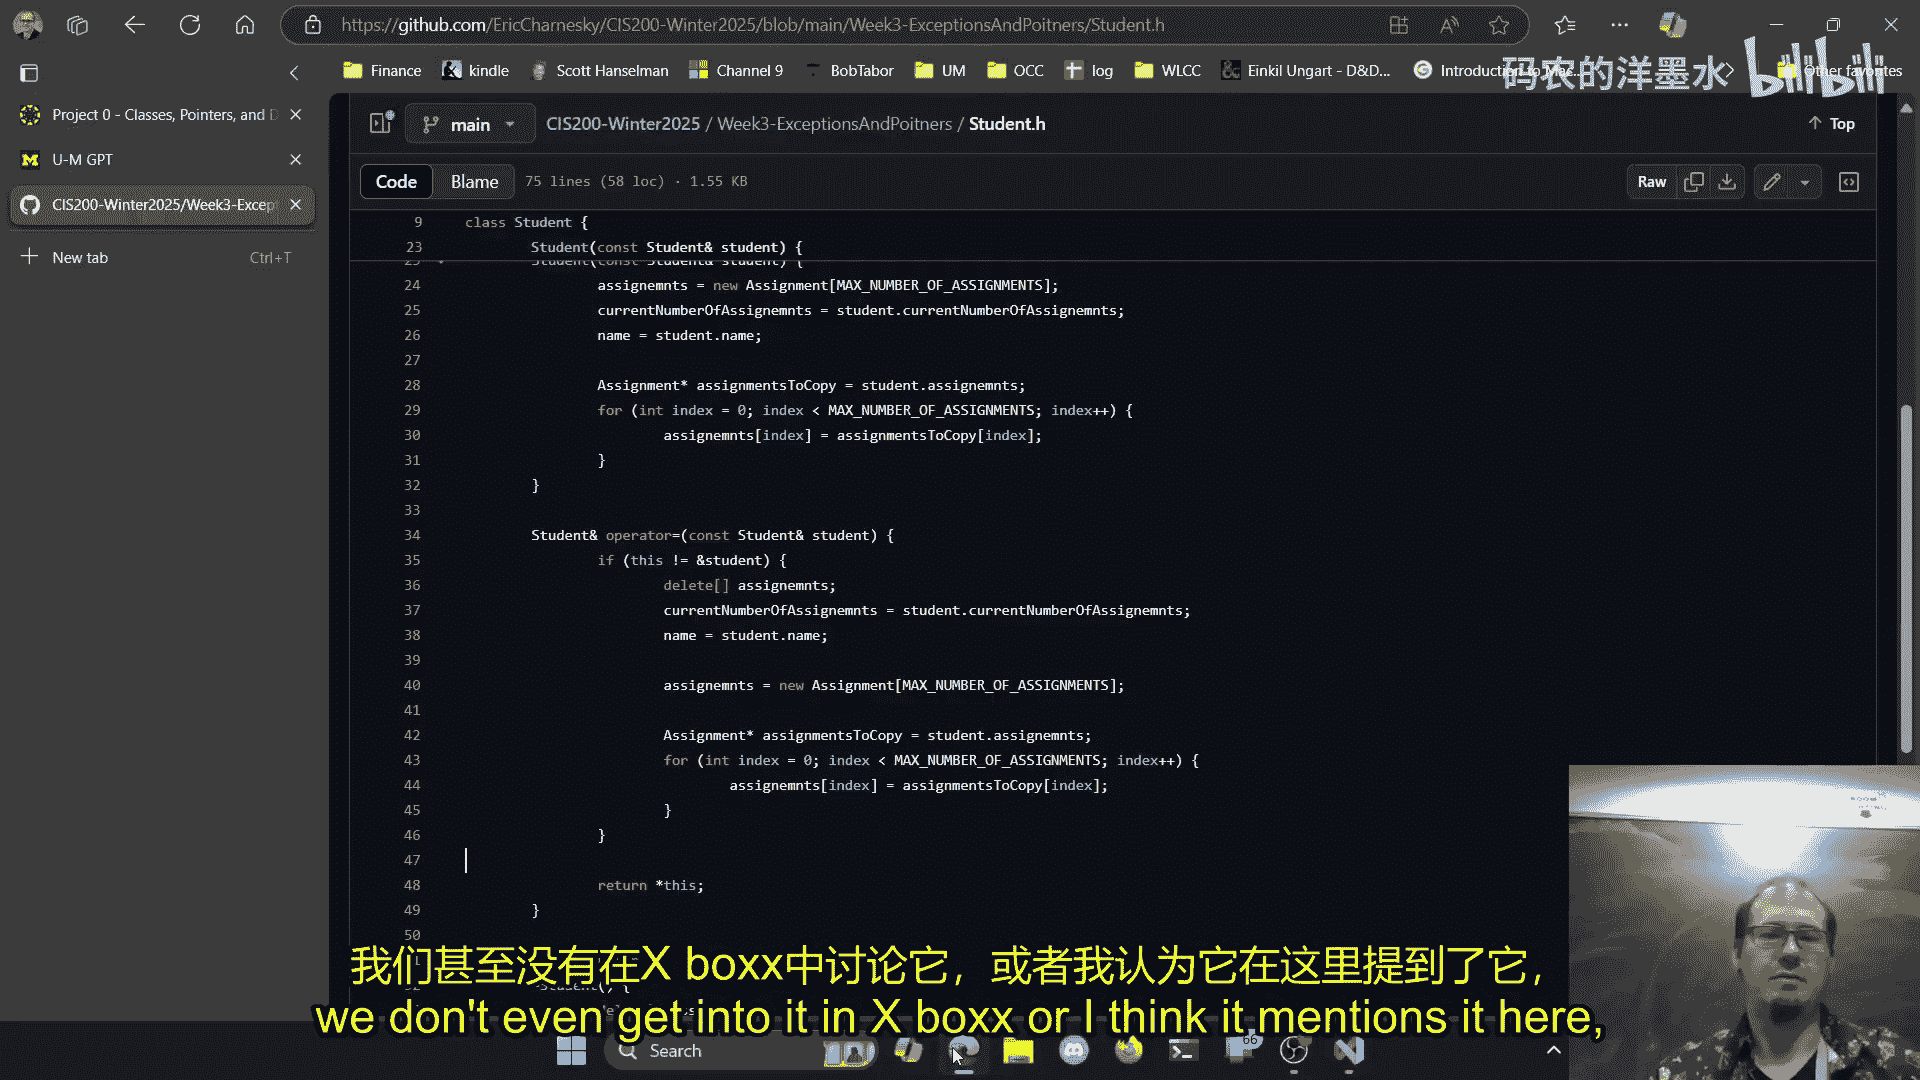 https://github.com/EricCharnesky/CIS200-Winter2025/blob/main/Week3-ExceptionsAndPoitners/Student.h
Finance
kindle
Scott Hanselman
Channel 9
BobTabor
UM
OCC
log
WLCC
Einkil Ungart - D&D...
Introduction to Mac...
Other favorites
码农的洋墨水
bilibili
Project 0 - Classes, Pointers, and D
U-M GPT
CIS200-Winter2025/Week3-Excep
New tab Ctrl+T
main
CIS200-Winter2025 / Week3-ExceptionsAndPoitners / Student.h
Top
Code
Blame
75 lines (58 loc) · 1.55 KB
Raw
9 class Student {
23 Student(const Student& student) {
24 assignemnts = new Assignment[MAX_NUMBER_OF_ASSIGNMENTS];
25 currentNumberOfAssignemnts = student.currentNumberOfAssignemnts;
26 name = student.name;
27
28 Assignment* assignmentsToCopy = student.assignemnts;
29 for (int index = 0; index < MAX_NUMBER_OF_ASSIGNMENTS; index++) {
30 assignemnts[index] = assignmentsToCopy[index];
31 }
32 }
33
34 Student& operator=(const Student& student) {
35 if (this != &student) {
36 delete[] assignemnts;
37 currentNumberOfAssignemnts = student.currentNumberOfAssignemnts;
38 name = student.name;
39
40 assignemnts = new Assignment[MAX_NUMBER_OF_ASSIGNMENTS];
41
42 Assignment* assignmentsToCopy = student.assignemnts;
43 for (int index = 0; index < MAX_NUMBER_OF_ASSIGNMENTS; index++) {
44 assignemnts[index] = assignmentsToCopy[index];
45 }
46 }
47
48 return *this;
49 }
50
我们甚至没有在X boxx中讨论它，或者我认为它在这里提到了它，
we don't even get into it in X boxx or I think it mentions it here,
Search
66